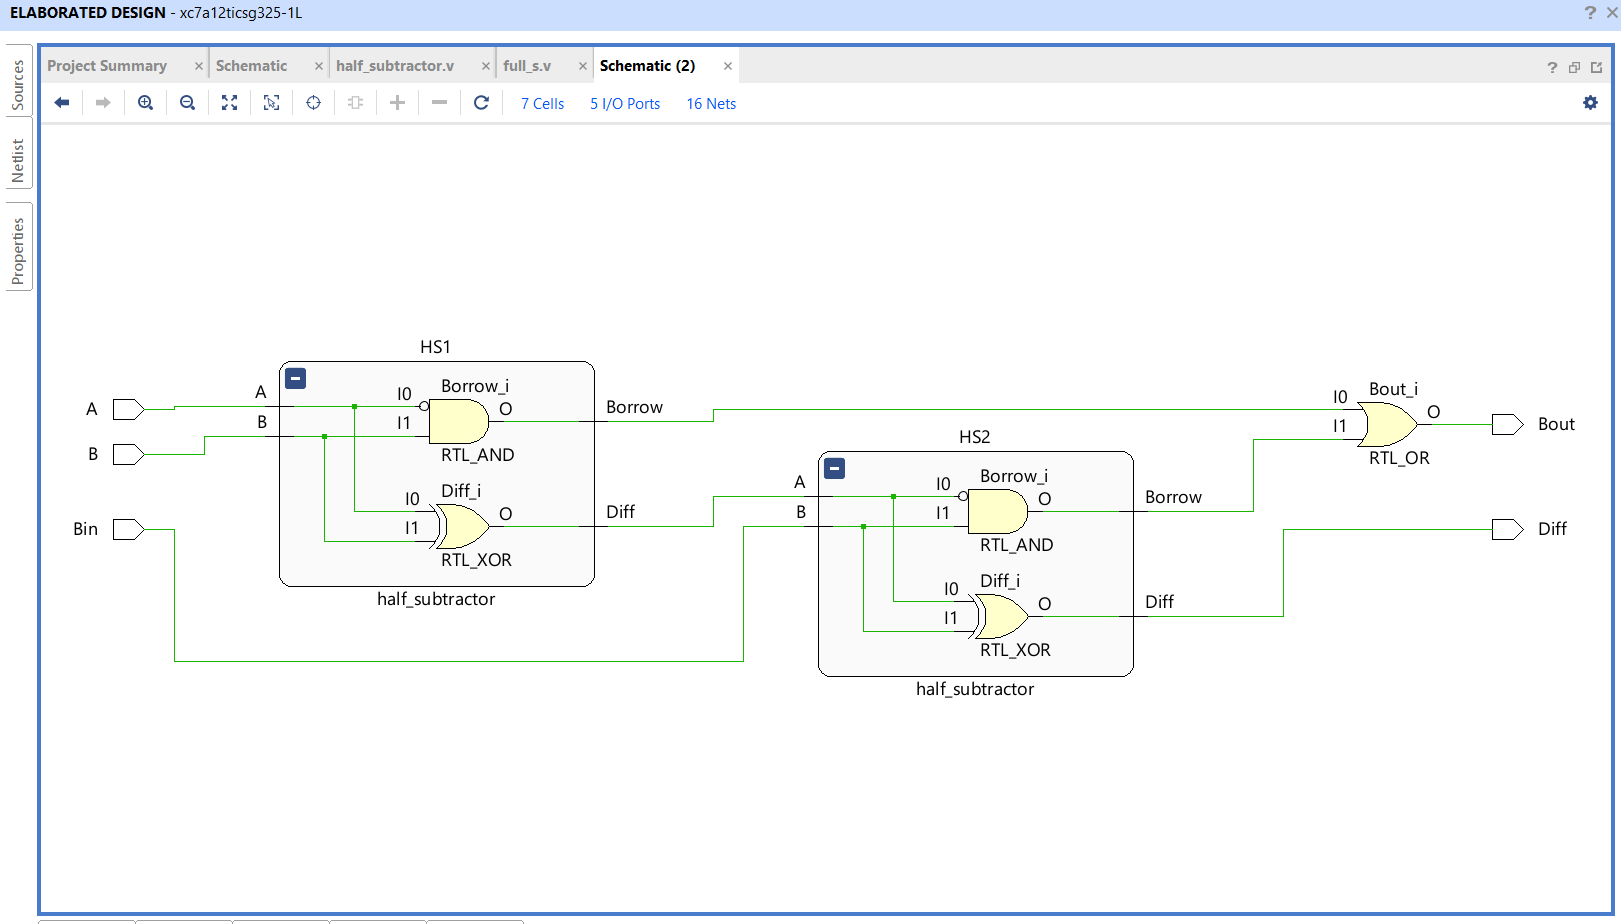 ELABORATED DESIGN - xc7a12ticsg325-1L
Sources
Netlist
Properties
Project Summary
Schematic
half_subtractor.v
full_s.v
Schematic (2)
7 Cells
5 I/O Ports
16 Nets
HS1
A
B
Bin
A
B
I0
I1
Borrow_i
O
RTL_AND
I0
I1
Diff_i
O
RTL_XOR
Borrow
Diff
half_subtractor
HS2
A
B
I0
I1
Borrow_i
O
RTL_AND
I0
I1
Diff_i
O
RTL_XOR
Borrow
Diff
half_subtractor
I0
I1
Bout_i
O
RTL_OR
Bout
Diff